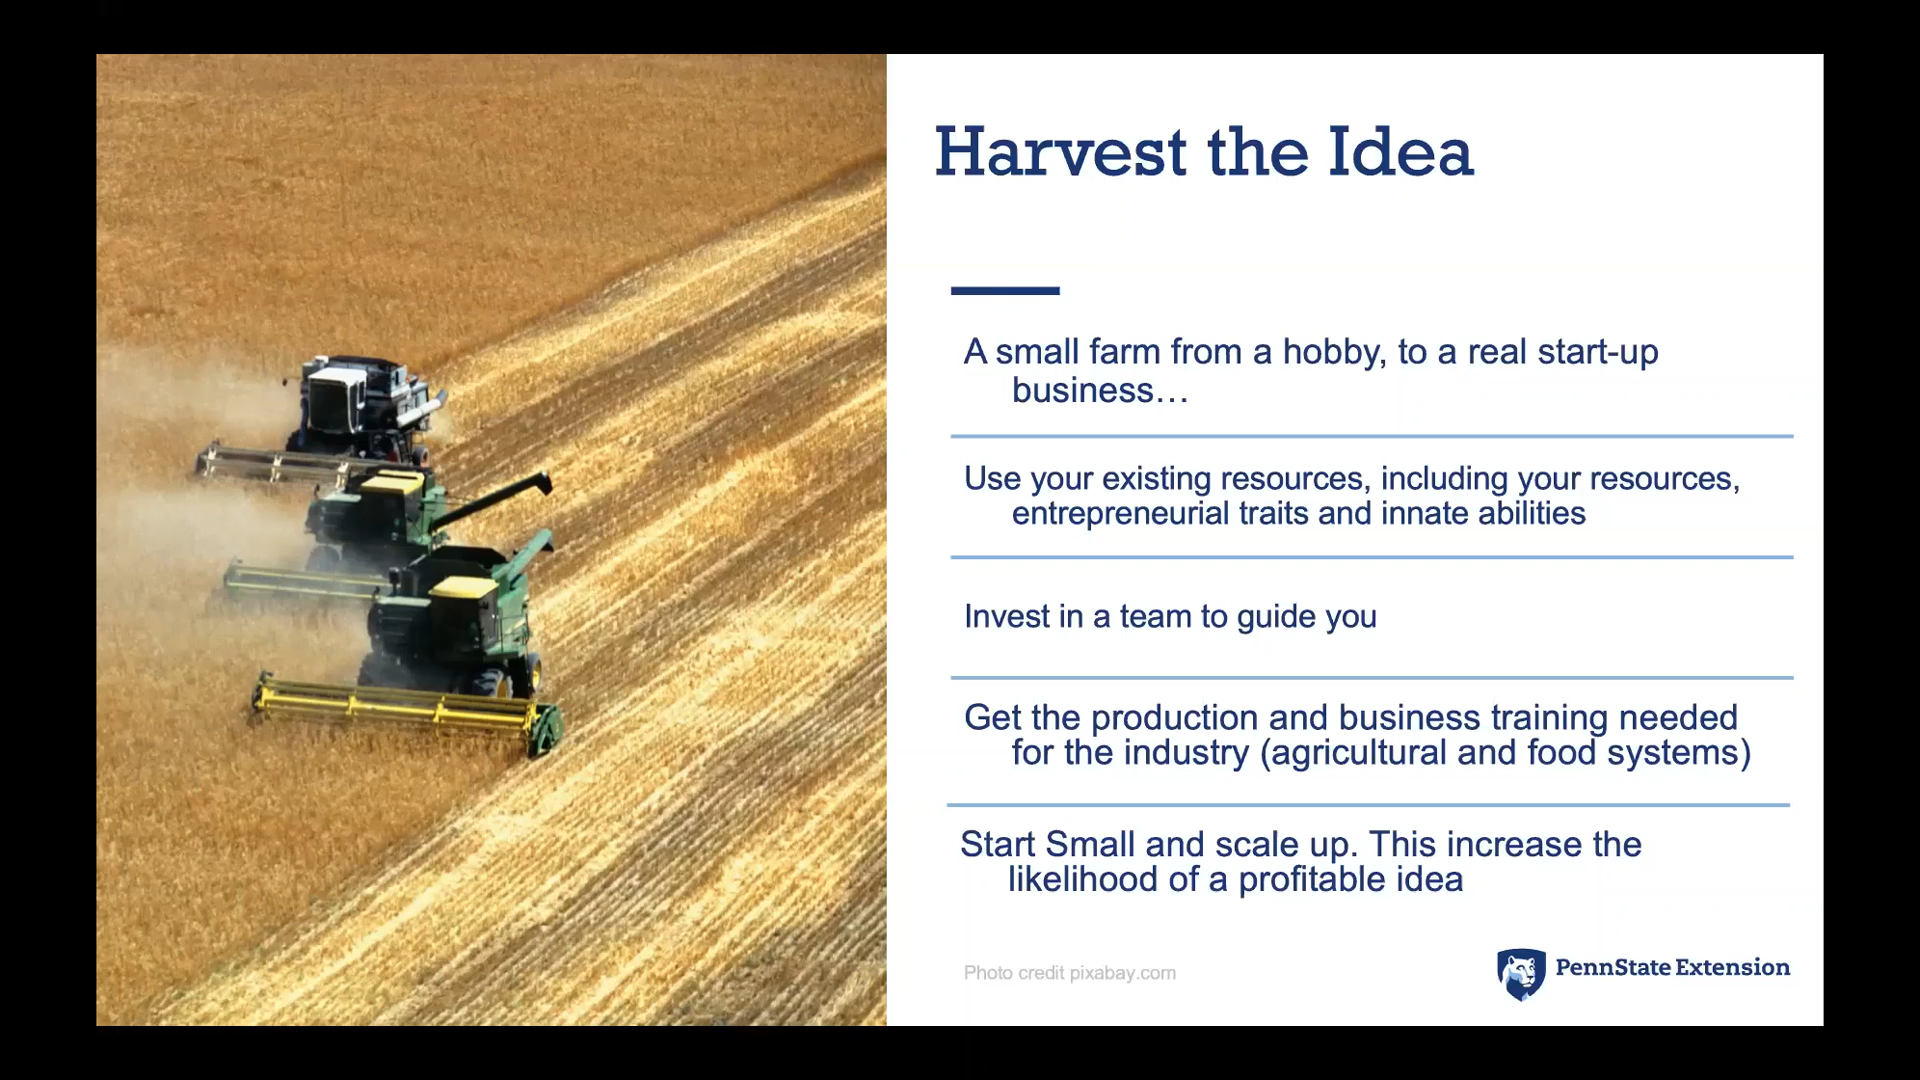 Harvest the Idea
A small farm from a hobby, to a real start-up
business…
Use your existing resources, including your resources,
entrepreneurial traits and innate abilities
Invest in a team to guide you
Get the production and business training needed
for the industry (agricultural and food systems)
Start Small and scale up. This increase the
likelihood of a profitable idea
Photo credit pixabay.com
PennState Extension